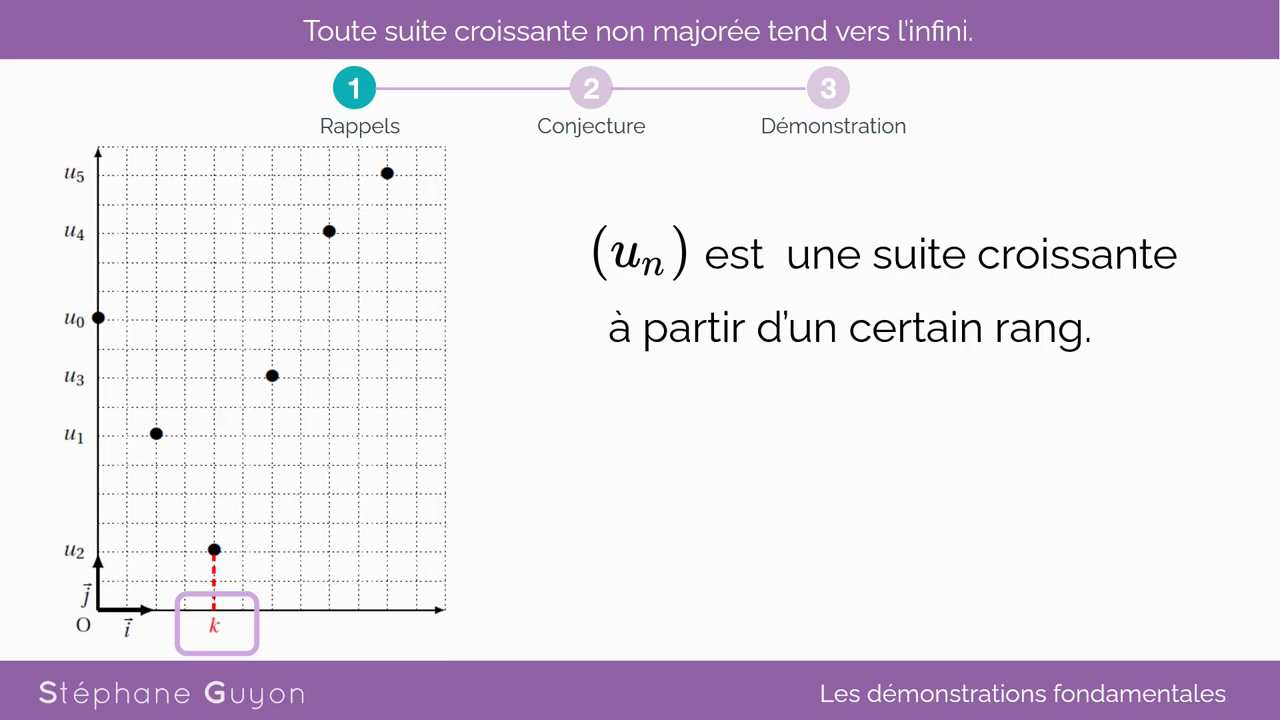 Toute suite croissante non majorée tend vers l'infini.
1 2 3
Rappels Conjecture Démonstration
u₅
u₄
u₀
u₃
u₁
u₂
j⃗
O i⃗ k
(uₙ) est une suite croissante
à partir d'un certain rang.
Stéphane Guyon
Les démonstrations fondamentales